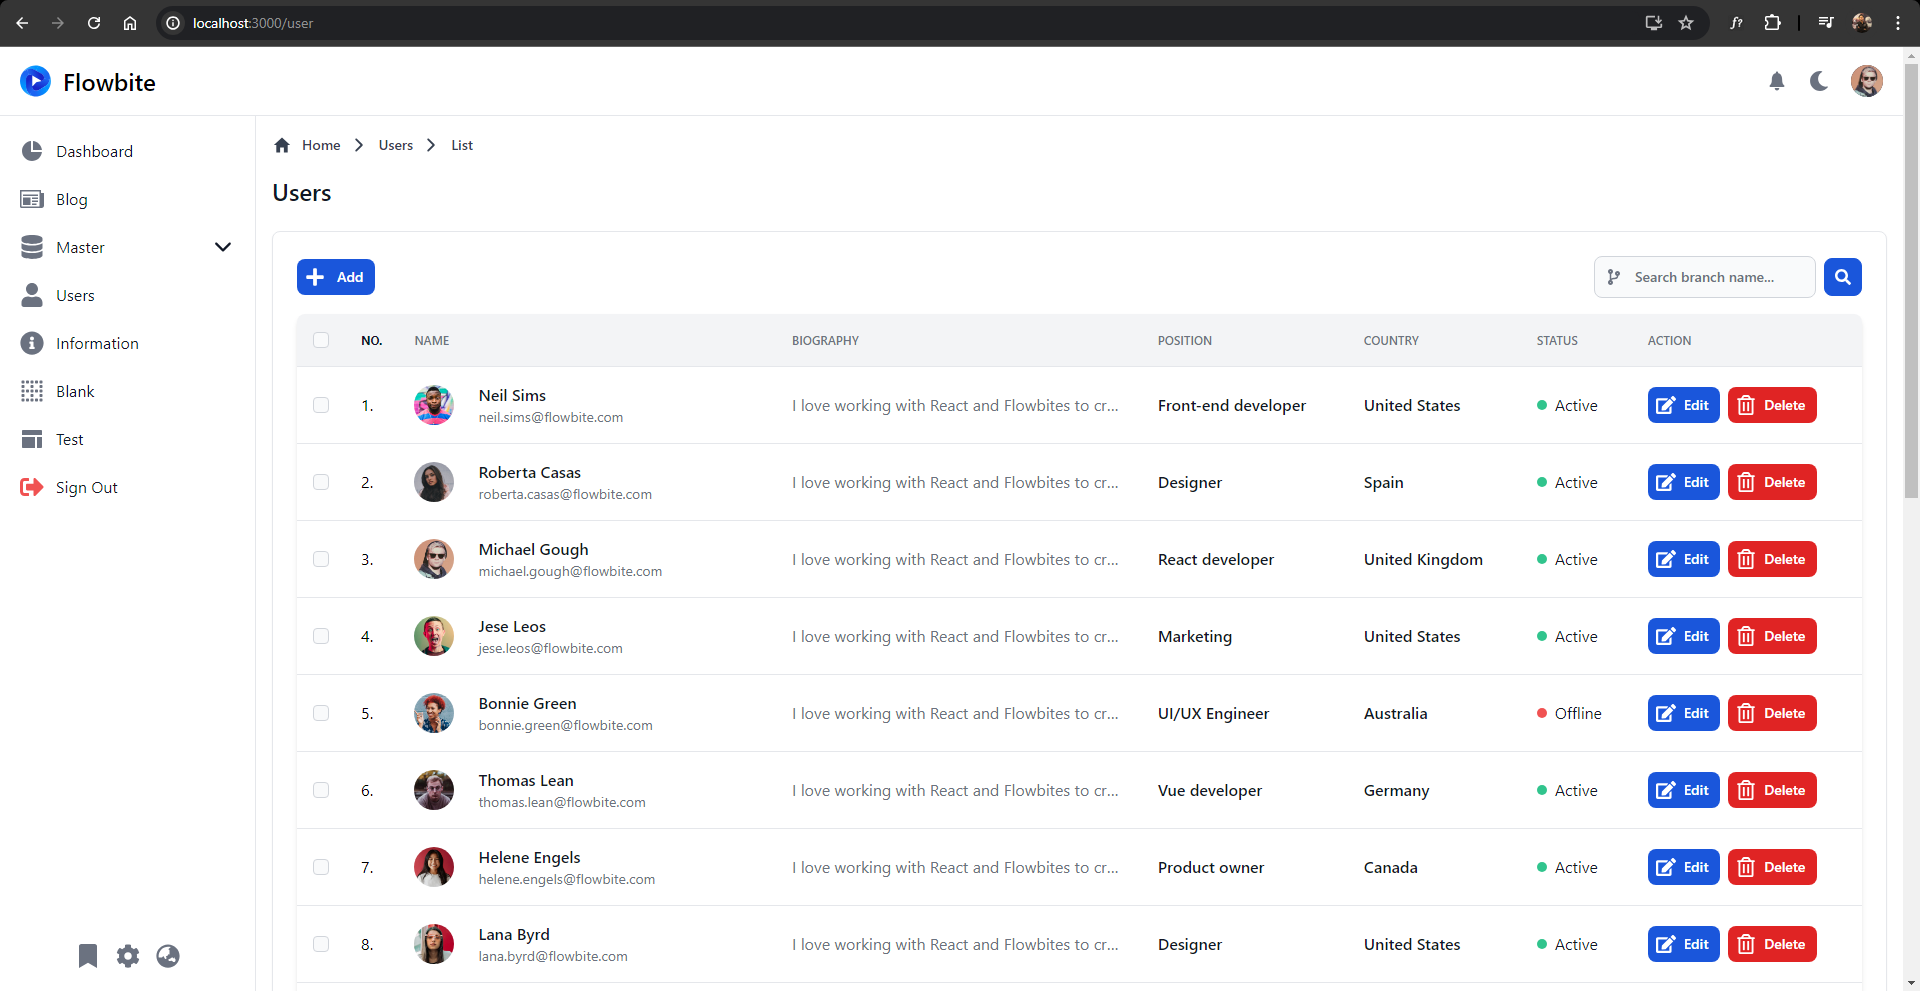 localhost:3000/user
Flowbite
Dashboard
Blog
Master
Users
Information
Blank
Test
Sign Out
Home Users List
Users
Add
Search branch name...
NO. NAME BIOGRAPHY POSITION COUNTRY STATUS ACTION
1. Neil Sims I love working with React and Flowbites to cr... Front-end developer United States Active Edit Delete
neil.sims@flowbite.com
2. Roberta Casas I love working with React and Flowbites to cr... Designer Spain Active Edit Delete
roberta.casas@flowbite.com
3. Michael Gough I love working with React and Flowbites to cr... React developer United Kingdom Active Edit Delete
michael.gough@flowbite.com
4. Jese Leos I love working with React and Flowbites to cr... Marketing United States Active Edit Delete
jese.leos@flowbite.com
5. Bonnie Green I love working with React and Flowbites to cr... UI/UX Engineer Australia Offline Edit Delete
bonnie.green@flowbite.com
6. Thomas Lean I love working with React and Flowbites to cr... Vue developer Germany Active Edit Delete
thomas.lean@flowbite.com
7. Helene Engels I love working with React and Flowbites to cr... Product owner Canada Active Edit Delete
helene.engels@flowbite.com
8. Lana Byrd I love working with React and Flowbites to cr... Designer United States Active Edit Delete
lana.byrd@flowbite.com